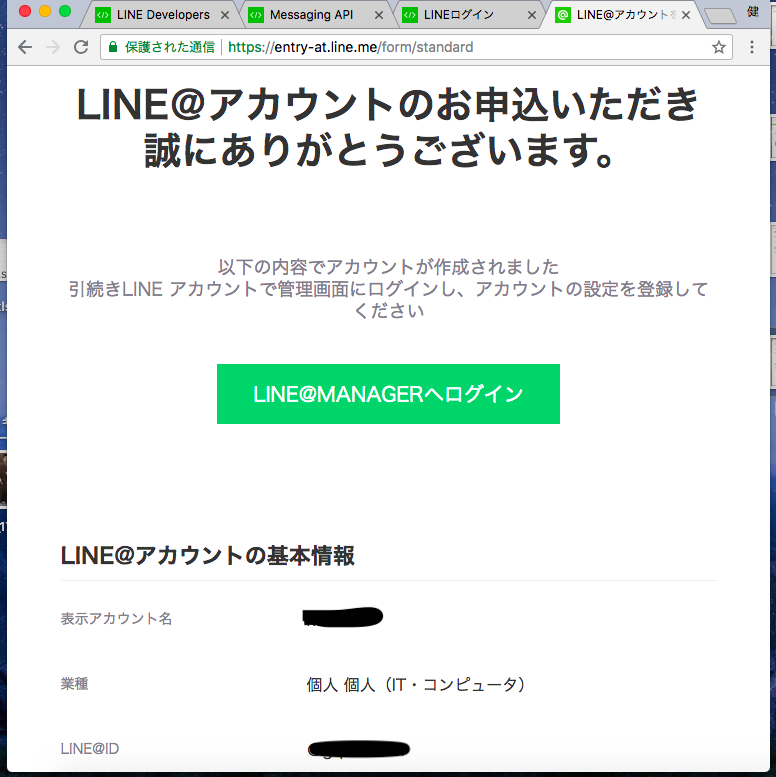 LINE Developers
Messaging API
LINEログイン
LINE@アカウントを
健
保護された通信 https://entry-at.line.me/form/standard
LINE@アカウントのお申込いただき
誠にありがとうございます。
以下の内容でアカウントが作成されました
引続きLINE アカウントで管理画面にログインし、アカウントの設定を登録して
ください
LINE@MANAGERへログイン
LINE@アカウントの基本情報
表示アカウント名
業種
個人 個人（IT・コンピュータ）
LINE@ID